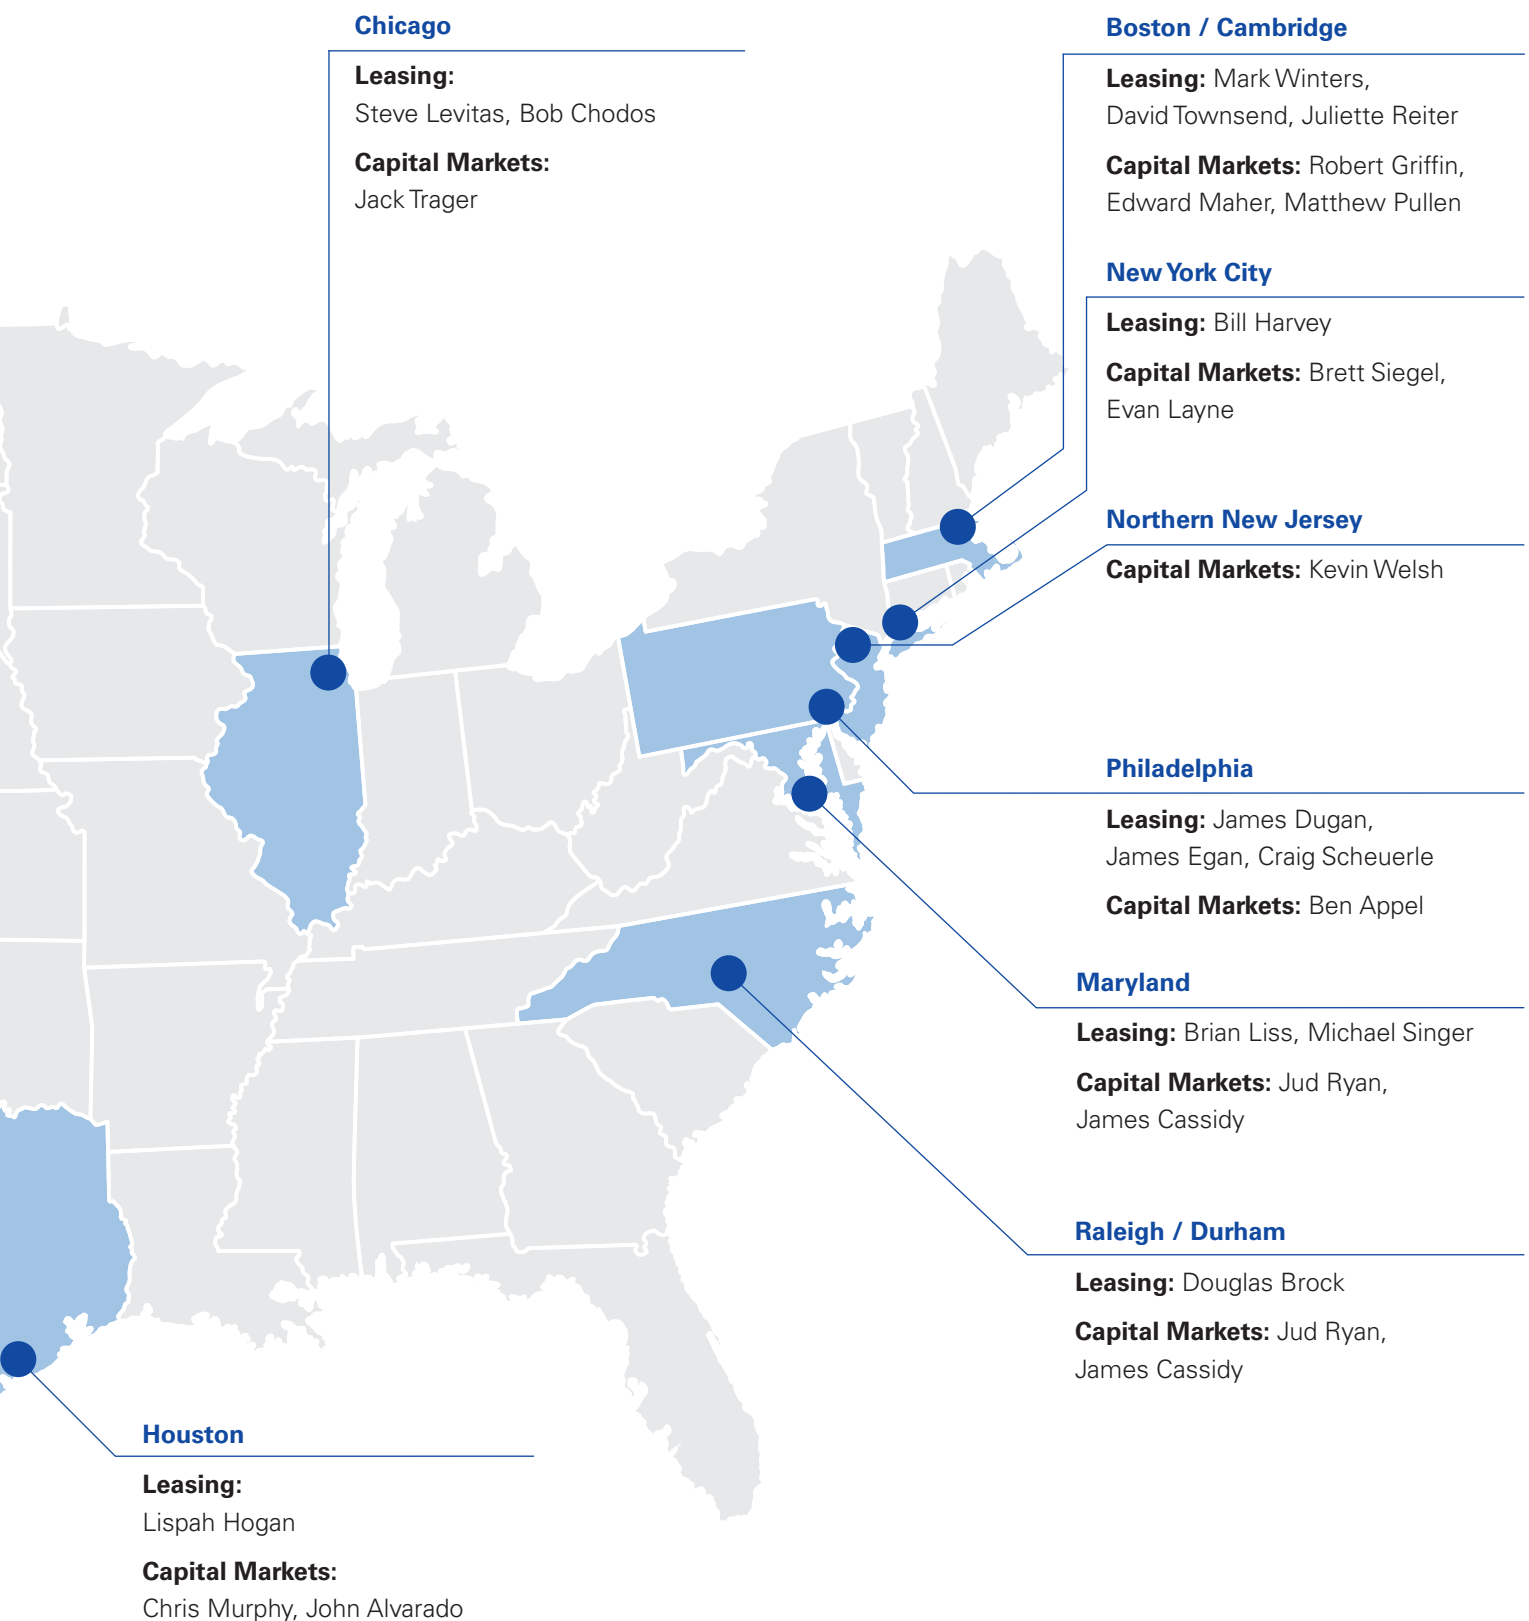 Chicago
Leasing:
Steve Levitas, Bob Chodos
Capital Markets:
Jack Trager
Boston / Cambridge
Leasing: Mark Winters,
David Townsend, Juliette Reiter
Capital Markets: Robert Griffin,
Edward Maher, Matthew Pullen
New York City
Leasing: Bill Harvey
Capital Markets: Brett Siegel,
Evan Layne
Northern New Jersey
Capital Markets: Kevin Welsh
Philadelphia
Leasing: James Dugan,
James Egan, Craig Scheuerle
Capital Markets: Ben Appel
Maryland
Leasing: Brian Liss, Michael Singer
Capital Markets: Jud Ryan,
James Cassidy
Raleigh / Durham
Leasing: Douglas Brock
Capital Markets: Jud Ryan,
James Cassidy
Houston
Leasing:
Lispah Hogan
Capital Markets:
Chris Murphy, John Alvarado